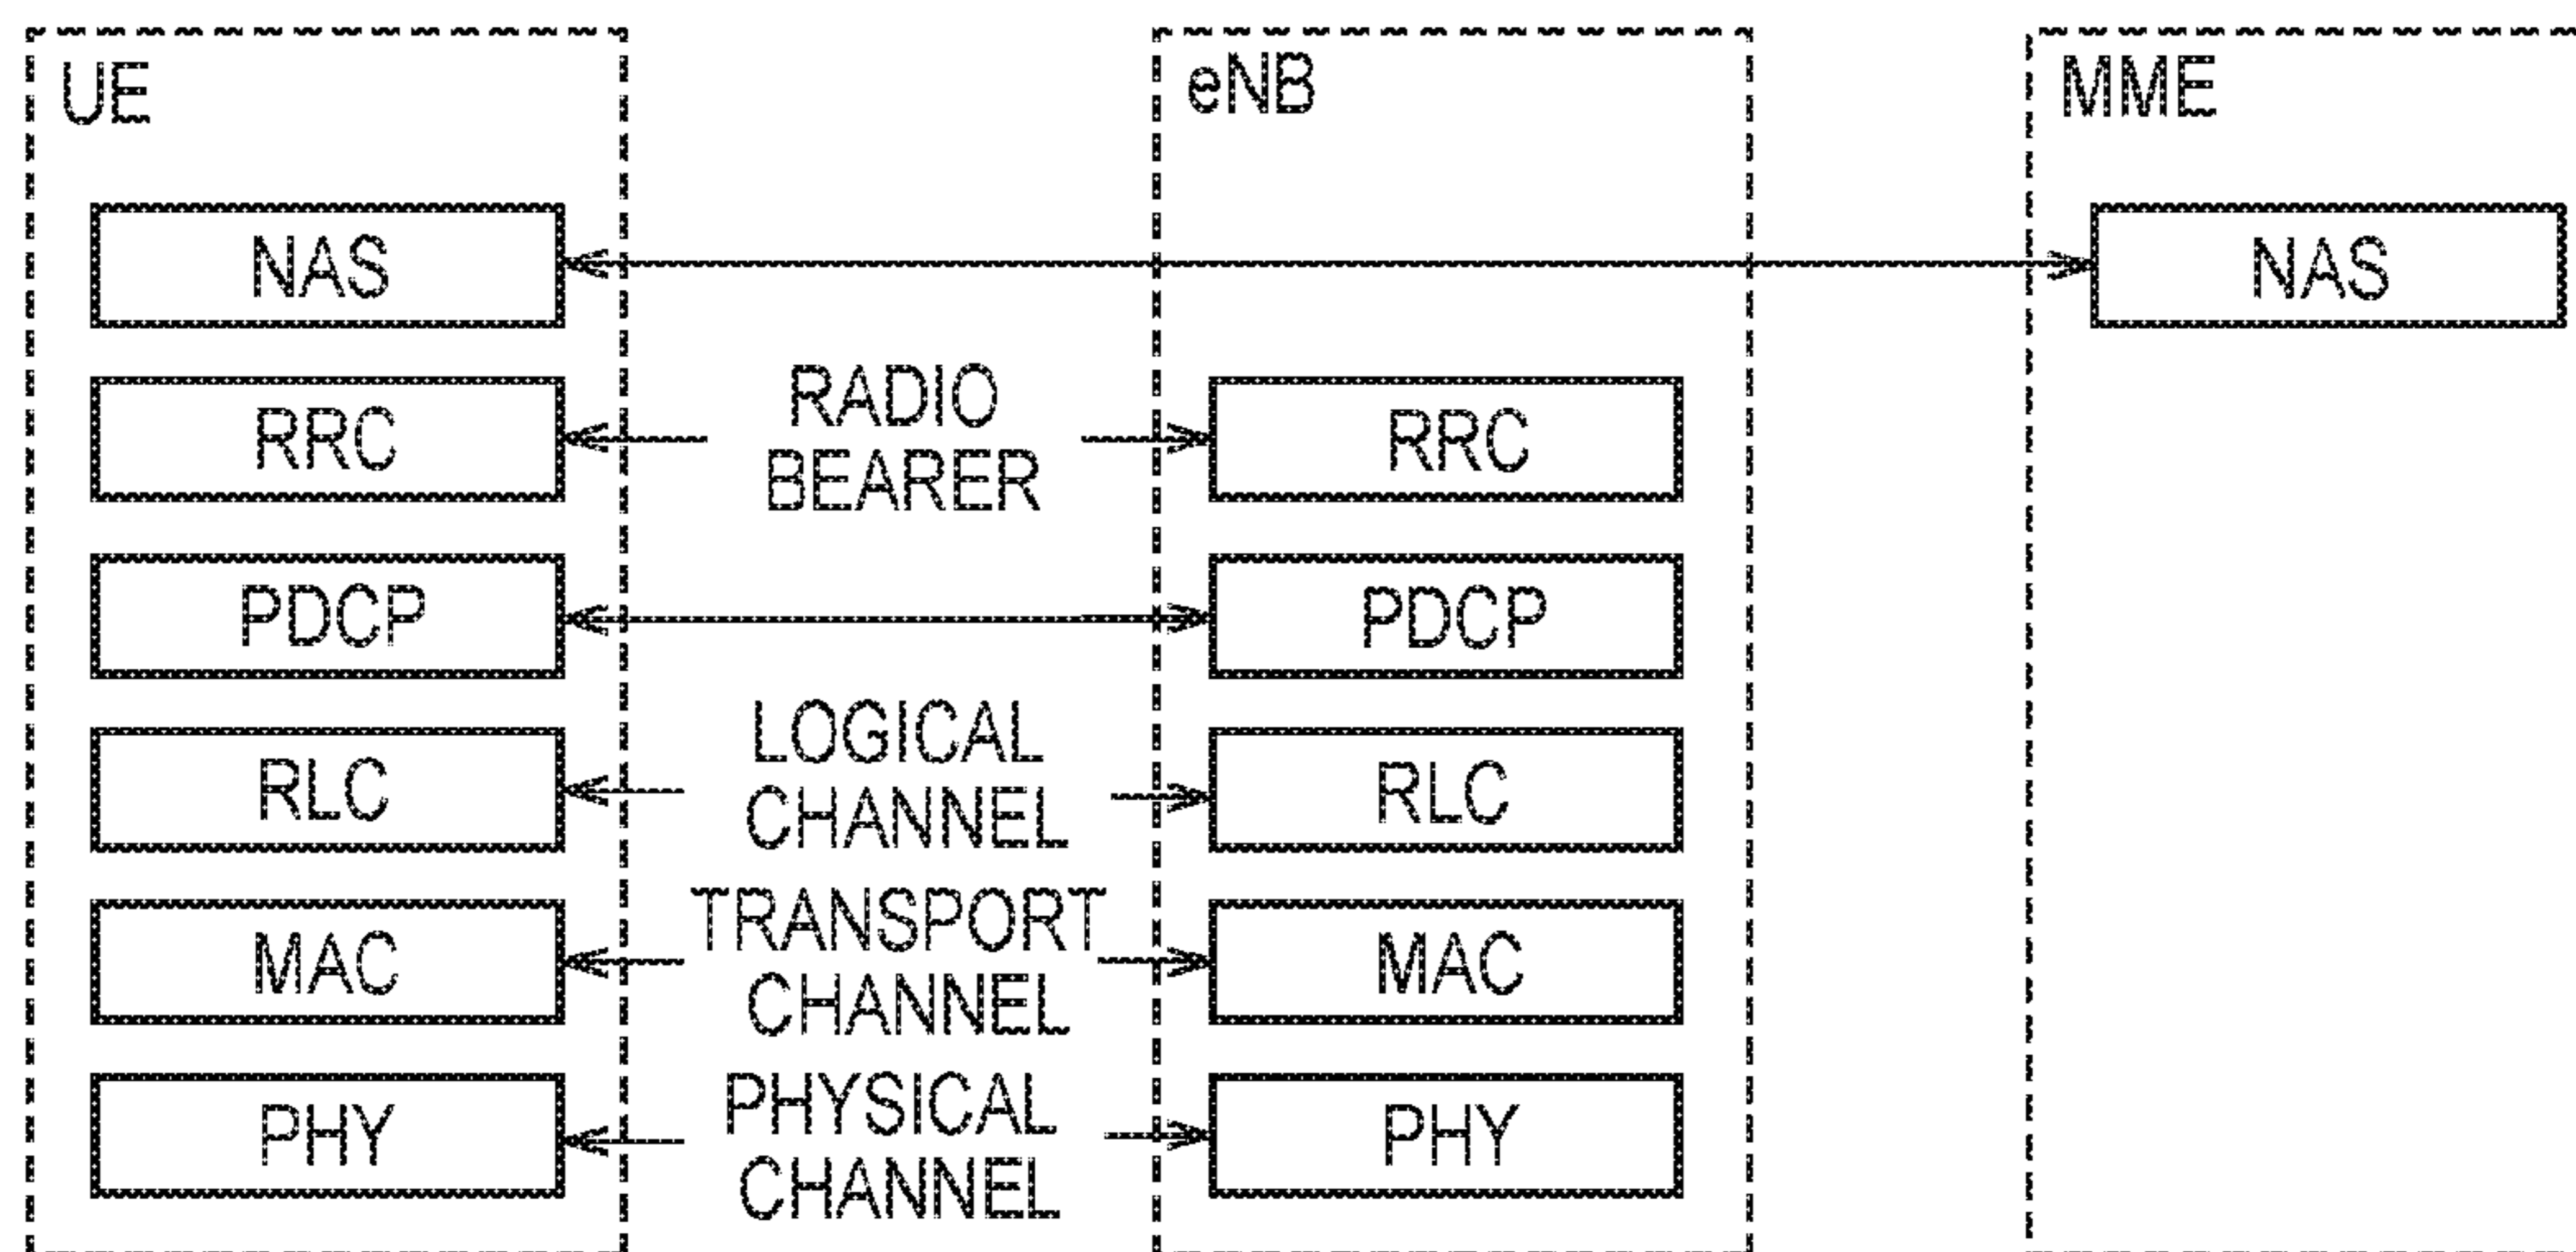 UE
eNB
MME
NAS
NAS
RRC
RADIO
BEARER
RRC
PDCP
PDCP
RLC
LOGICAL
CHANNEL
RLC
MAC
TRANSPORT
CHANNEL
MAC
PHY
PHYSICAL
CHANNEL
PHY